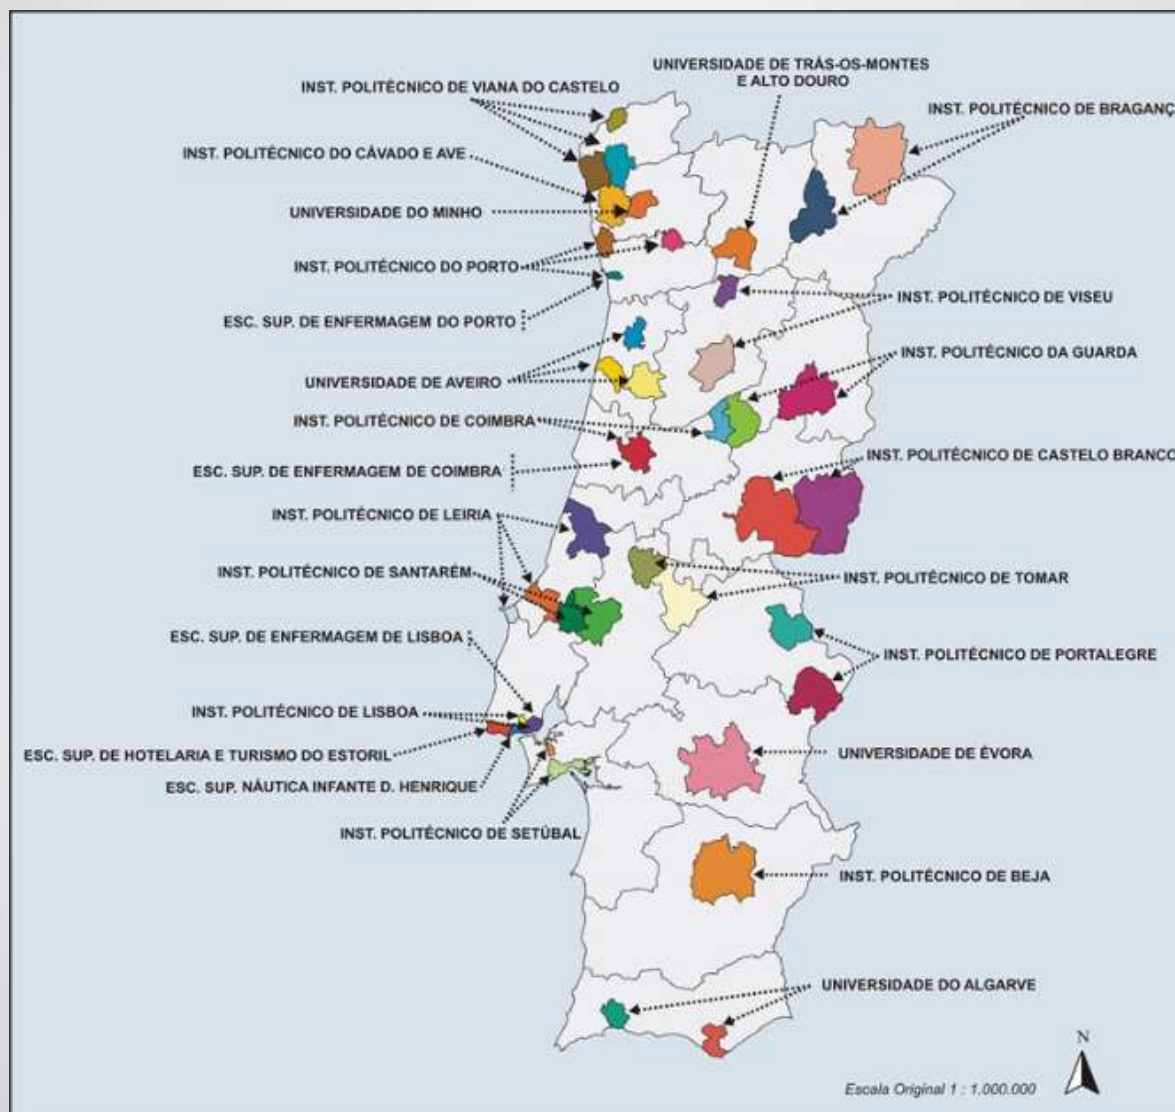 UNIVERSIDADE DE TRÁS-OS-MONTES
E ALTO DOURO
INST. POLITÉCNICO DE VIANA DO CASTELO
INST. POLITÉCNICO DE BRAGANÇ
INST. POLITÉCNICO DO CÁVADO E AVE
UNIVERSIDADE DO MINHO
INST. POLITÉCNICO DO PORTO
INST. POLITÉCNICO DE VISEU
ESC. SUP. DE ENFERMAGEM DO PORTO
INST. POLITÉCNICO DA GUARDA
UNIVERSIDADE DE AVEIRO
INST. POLITÉCNICO DE COIMBRA
INST. POLITÉCNICO DE CASTELO BRANCO
ESC. SUP. DE ENFERMAGEM DE COIMBRA
INST. POLITÉCNICO DE LEIRIA
INST. POLITÉCNICO DE SANTARÉM
INST. POLITÉCNICO DE TOMAR
ESC. SUP. DE ENFERMAGEM DE LISBOA
INST. POLITÉCNICO DE PORTALEGRE
INST. POLITÉCNICO DE LISBOA
ESC. SUP. DE HOTELARIA E TURISMO DO ESTORIL
UNIVERSIDADE DE ÉVORA
ESC. SUP. NÁUTICA INFANTE D. HENRIQUE
INST. POLITÉCNICO DE SETÚBAL
INST. POLITÉCNICO DE BEJA
UNIVERSIDADE DO ALGARVE
N
Escala Original 1 : 1.000.000